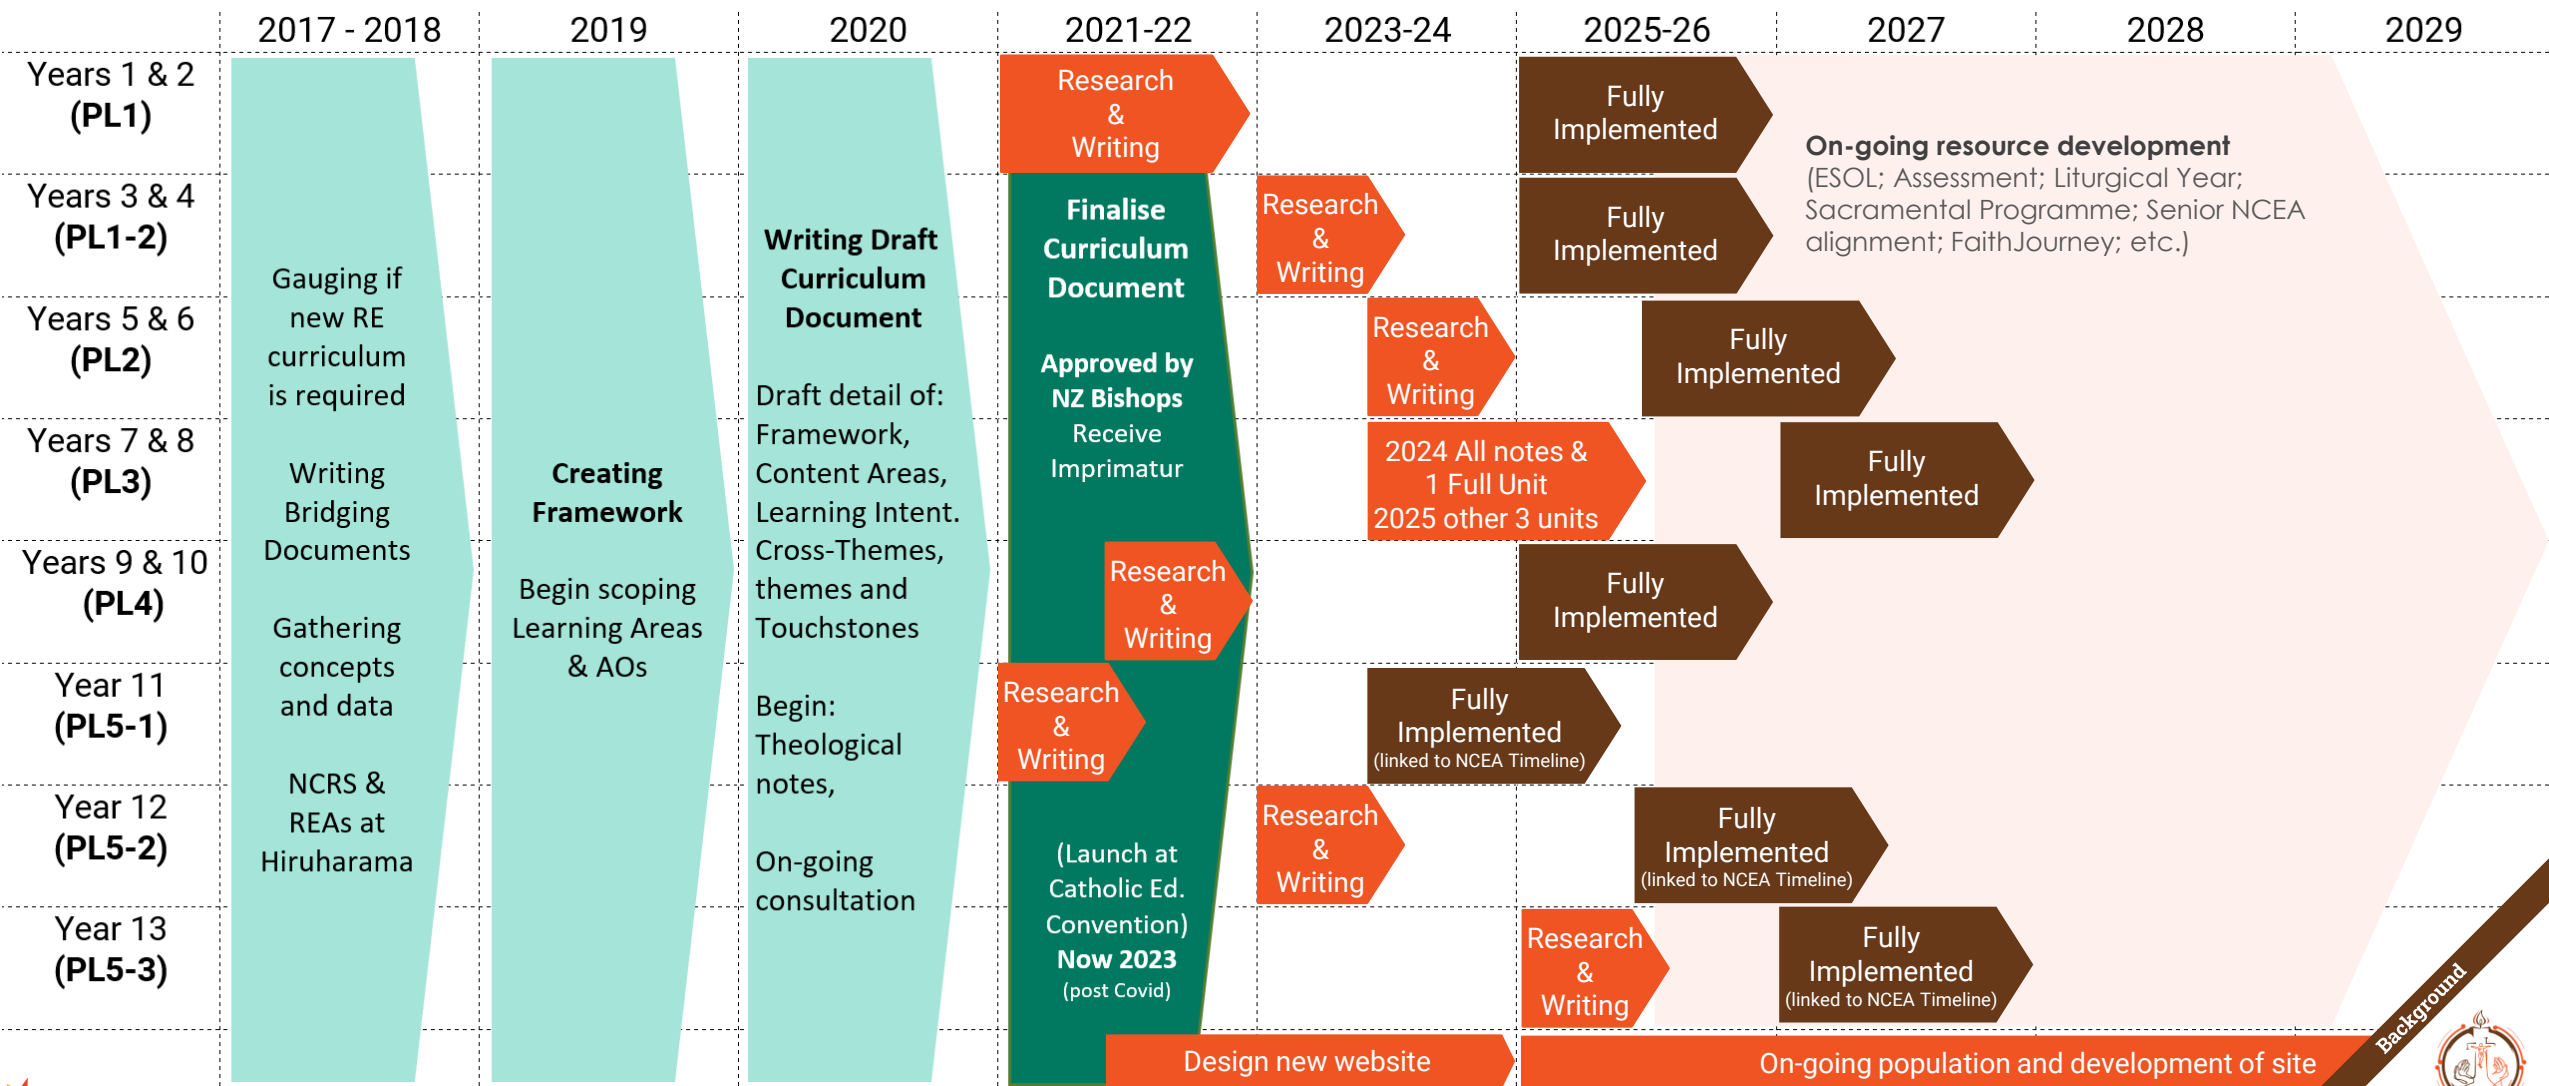 2017 - 2018
2019
2020
2021-22
2023-24
2025-26
2027
2028
2029
Years 1 & 2
(PL1)
Years 3 & 4
(PL1-2)
Years 5 & 6
(PL2)
Years 7 & 8
(PL3)
Years 9 & 10
(PL4)
Year 11
(PL5-1)
Year 12
(PL5-2)
Year 13
(PL5-3)
Gauging if
new RE
curriculum
is required
Writing
Bridging
Documents
Gathering
concepts
and data
NCRS &
REAs at
Hiruharama
Creating
Framework
Begin scoping
Learning Areas
& AOs
Writing Draft
Curriculum
Document
Draft detail of:
Framework,
Content Areas,
Learning Intent.
Cross-Themes,
themes and
Touchstones
Begin:
Theological
notes,
On-going
consultation
Research
&
Writing
Finalise
Curriculum
Document
Approved by
NZ Bishops
Receive
Imprimatur
Research
&
Writing
Research
&
Writing
(Launch at
Catholic Ed.
Convention)
Now 2023
(post Covid)
Research
&
Writing
Research
&
Writing
2024 All notes &
1 Full Unit
2025 other 3 units
Fully
Implemented
(linked to NCEA Timeline)
Research
&
Writing
Fully
Implemented
Fully
Implemented
Fully
Implemented
Fully
Implemented
Fully
Implemented
Fully
Implemented
(linked to NCEA Timeline)
Research
&
Writing
Fully
Implemented
(linked to NCEA Timeline)
On-going resource development
(ESOL; Assessment; Liturgical Year;
Sacramental Programme; Senior NCEA
alignment; FaithJourney; etc.)
Design new website
On-going population and development of site
Background